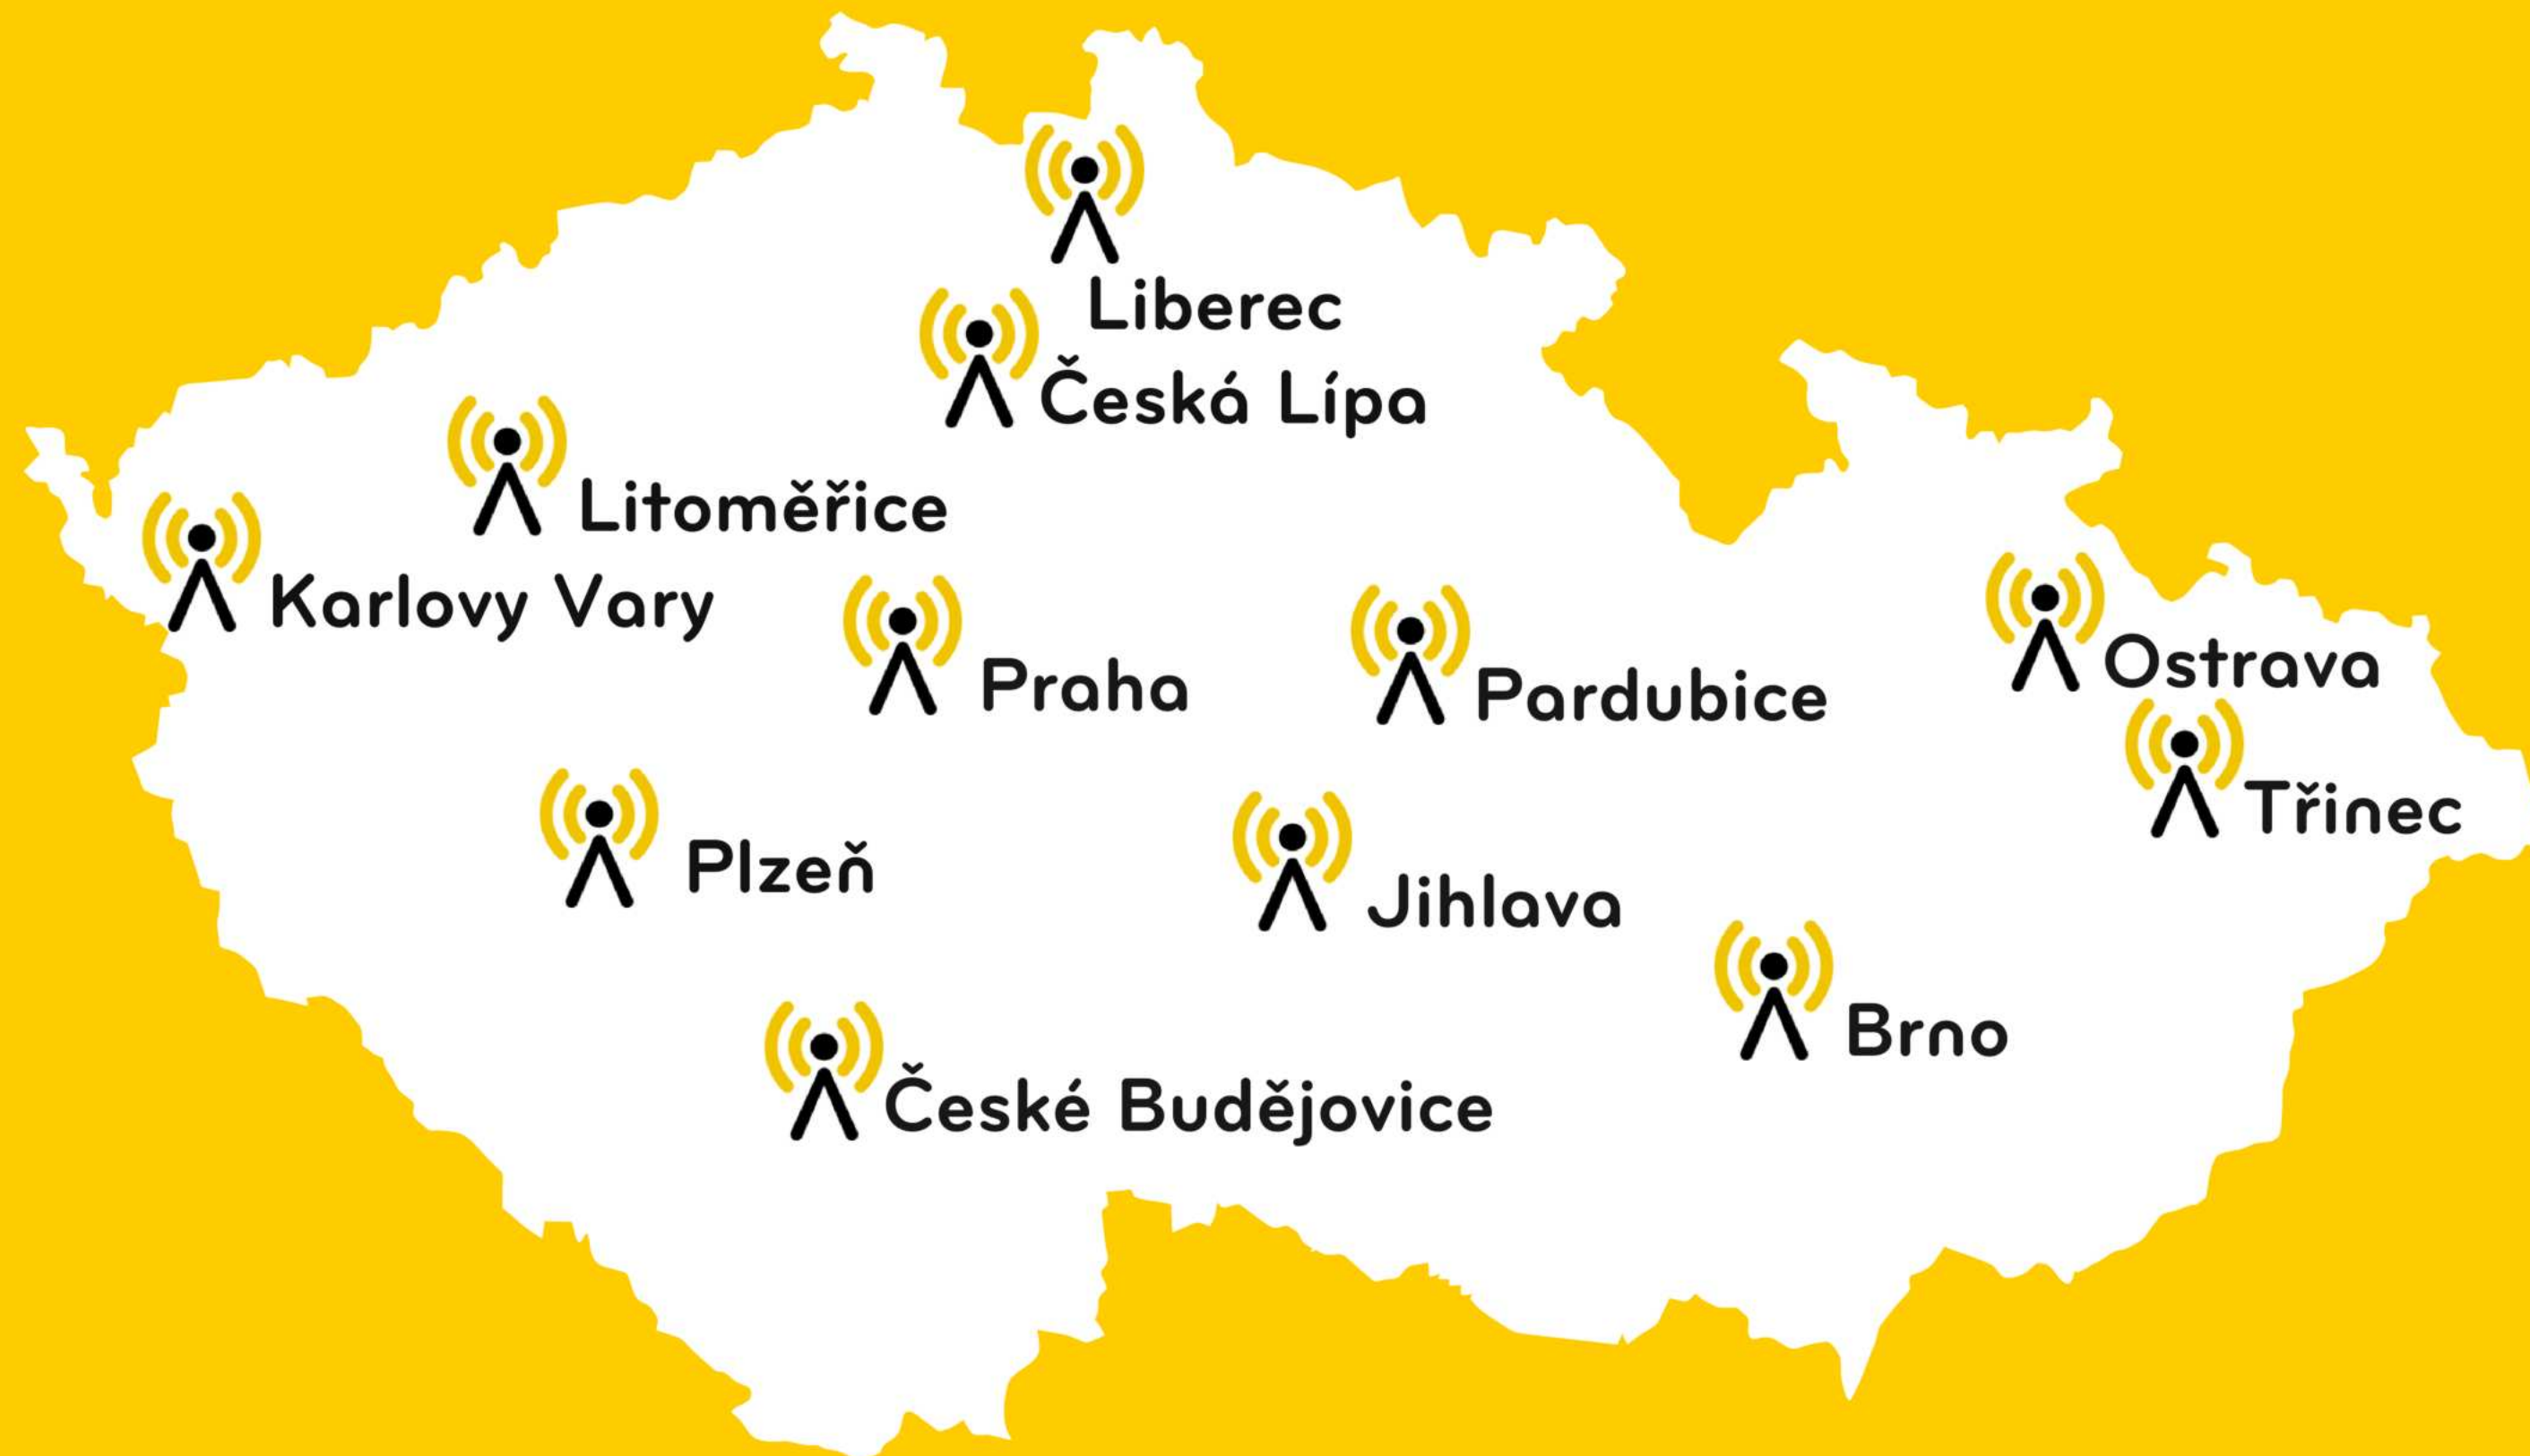 Liberec
Česká Lípa
Litoměřice
Karlovy Vary
Praha
Pardubice
Ostrava
Třinec
Plzeň
Jihlava
Brno
České Budějovice